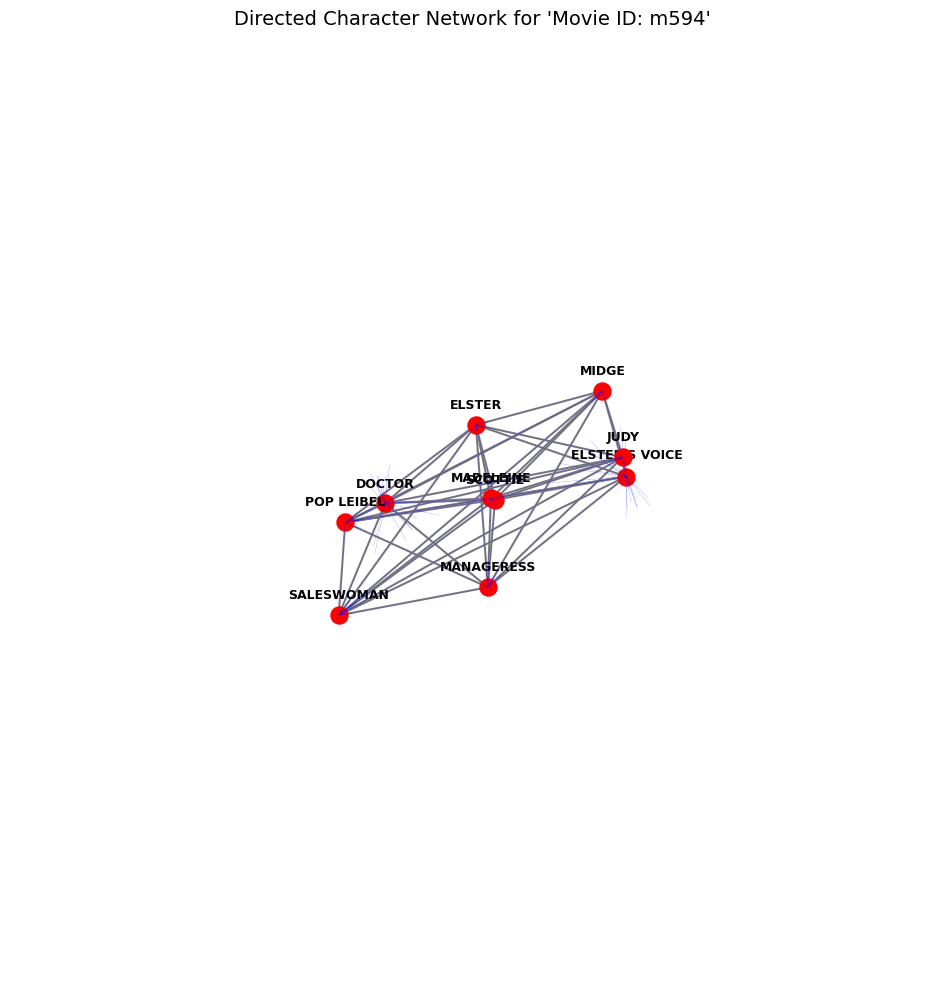 Directed Character Network for 'Movie ID: m594'
MIDGE
ELSTER
JUDY
ELSTER'S VOICE
MADELEINE
SCOTTIE
DOCTOR
POP LEIBEL
MANAGERESS
SALESWOMAN